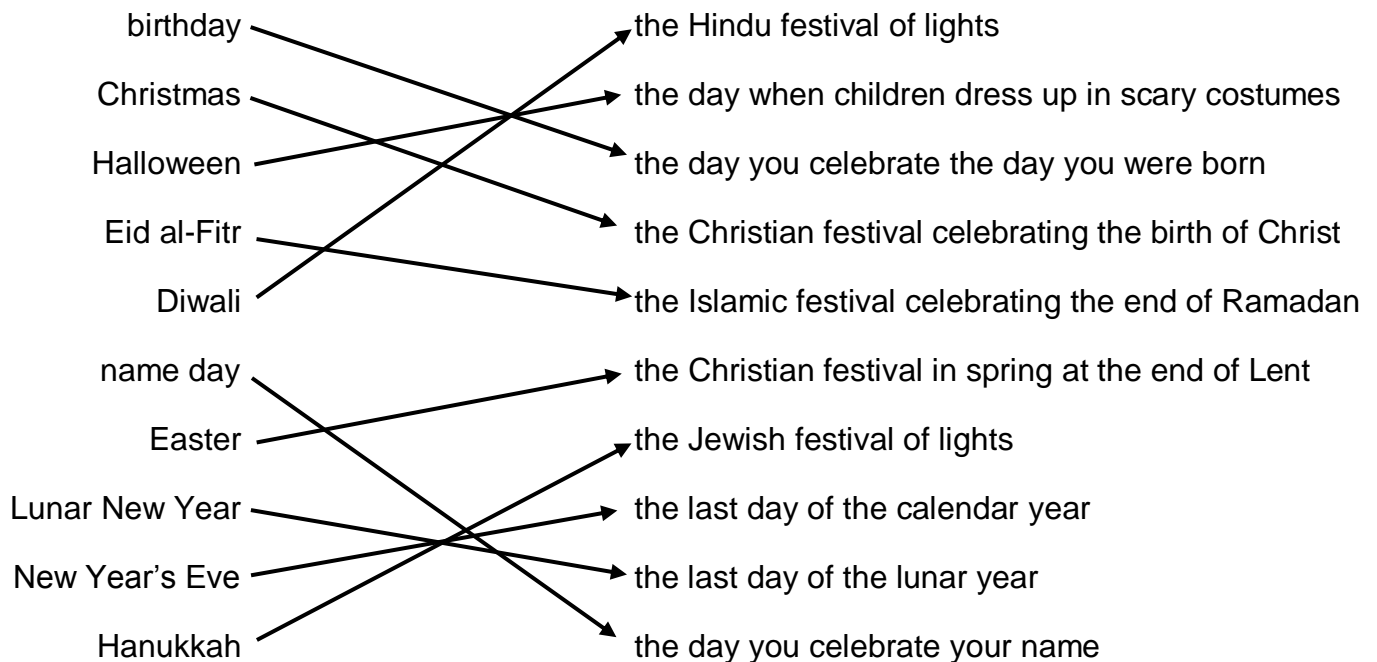 birthday the Hindu festival of lights
Christmas the day when children dress up in scary costumes
Halloween the day you celebrate the day you were born
Eid al-Fitr the Christian festival celebrating the birth of Christ
Diwali the Islamic festival celebrating the end of Ramadan
name day the Christian festival in spring at the end of Lent
Easter the Jewish festival of lights
Lunar New Year the last day of the calendar year
New Year’s Eve the last day of the lunar year
Hanukkah the day you celebrate your name